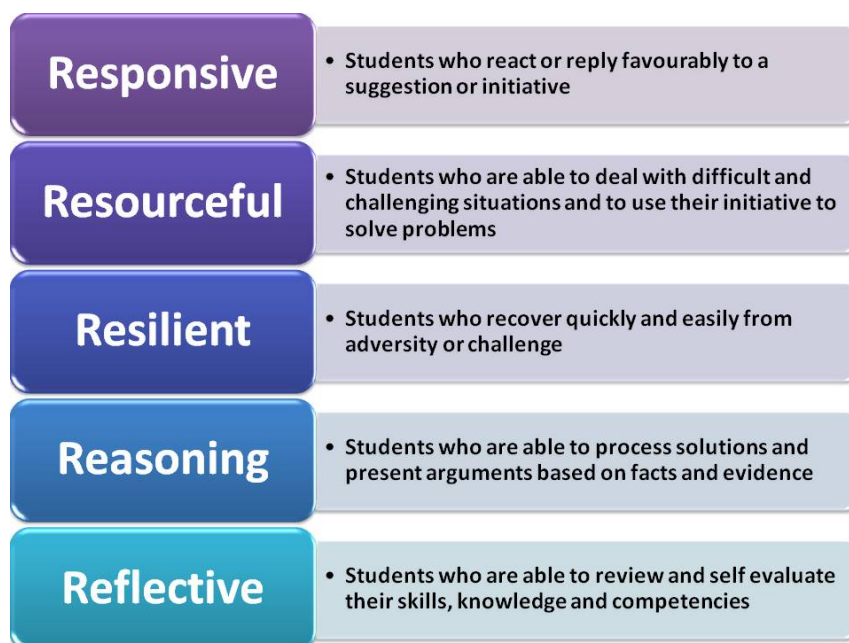 Responsive
• Students who react or reply favourably to a
suggestion or initiative
Resourceful
• Students who are able to deal with difficult and
challenging situations and to use their initiative to
solve problems
Resilient
• Students who recover quickly and easily from
adversity or challenge
Reasoning
• Students who are able to process solutions and
present arguments based on facts and evidence
Reflective
• Students who are able to review and self evaluate
their skills, knowledge and competencies